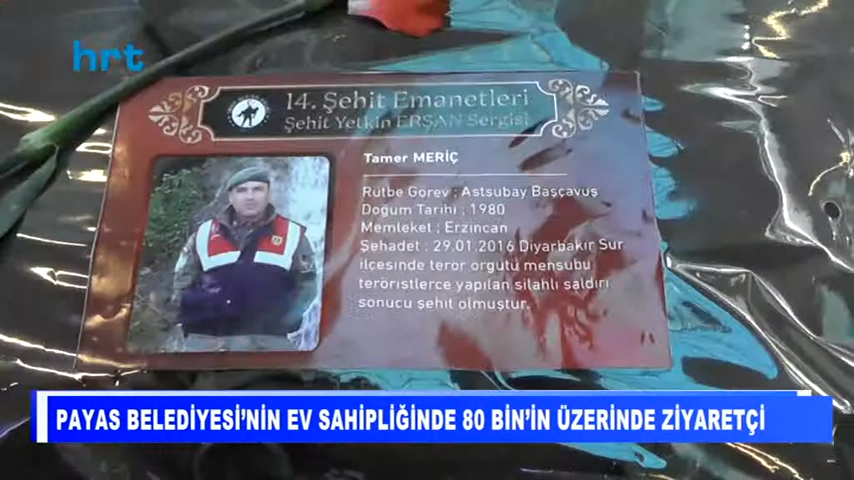 hrt
14. Şehit Emanetleri
Şehit Yetkin ERŞAN Sergisi
Tamer MERİÇ
Rütbe Görev : Astsubay Başçavuş
Doğum Tarihi : 1980
Memleket : Erzincan
Şehadet : 29.01.2016 Diyarbakır Sur
ilçesinde terör örgütü mensubu
teröristlerce yapılan silahlı saldırı
sonucu şehit olmuştur.
PAYAS BELEDİYESİ'NİN EV SAHİPLİĞİNDE 80 BİN'İN ÜZERİNDE ZİYARETÇİ